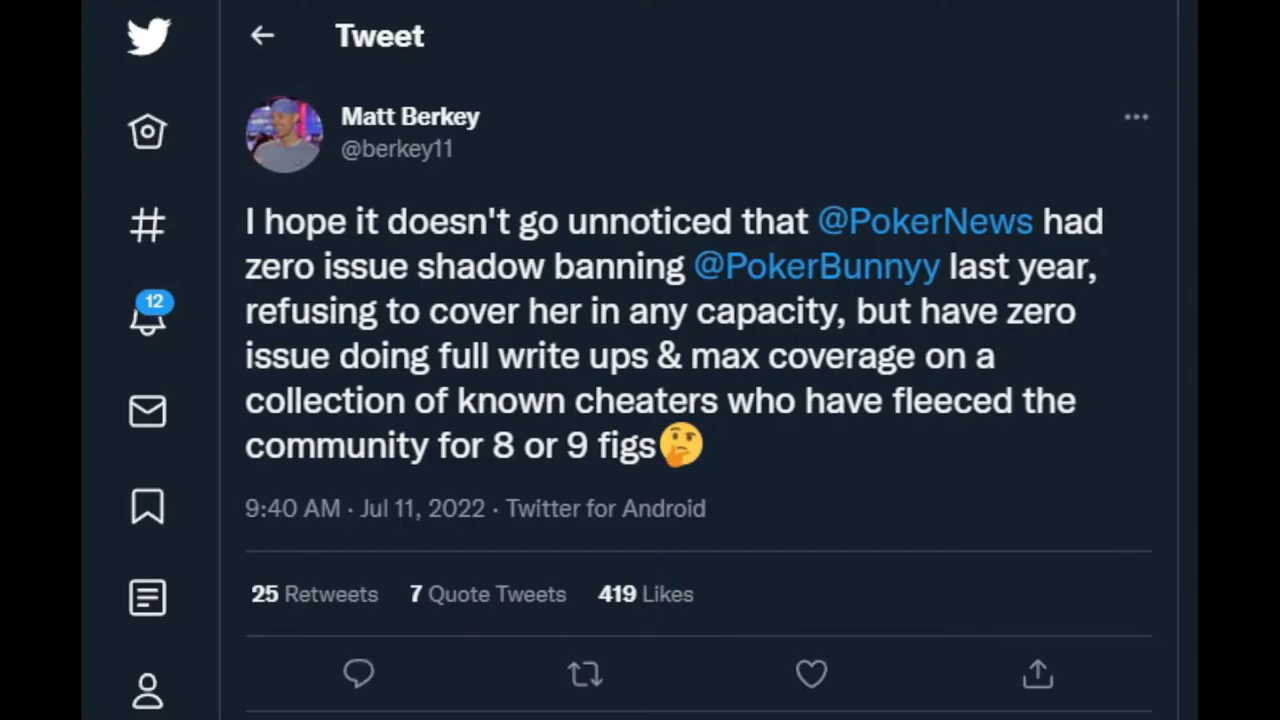 Tweet
Matt Berkey
@berkey11
I hope it doesn't go unnoticed that @PokerNews had
zero issue shadow banning @PokerBunnyy last year,
refusing to cover her in any capacity, but have zero
issue doing full write ups & max coverage on a
collection of known cheaters who have fleeced the
community for 8 or 9 figs🤔
9:40 AM · Jul 11, 2022 · Twitter for Android
25 Retweets 7 Quote Tweets 419 Likes
12